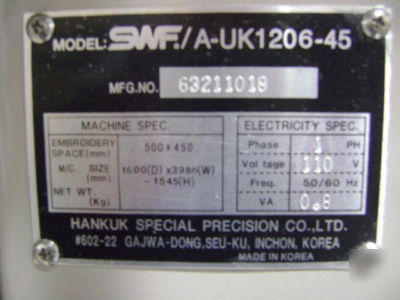 MODEL: SWF./A-UK1206-45
MFG.NO. 63211018
MACHINE SPEC.
EMBROIDERY SPACE(mm) 500 x 450
M/C SIZE (mm) 1600(D) x3986(W) -1545(H)
NET WT. (Kg)
ELECTRICITY SPEC.
Phase 1 PH
Voltage 110 V
Freq. 50/60 Hz
VA 0.8
HANKUK SPECIAL PRECISION CO.,LTD.
#602-22 GAJWA-DONG,SEU-KU, INCHON, KOREA
MADE IN KOREA